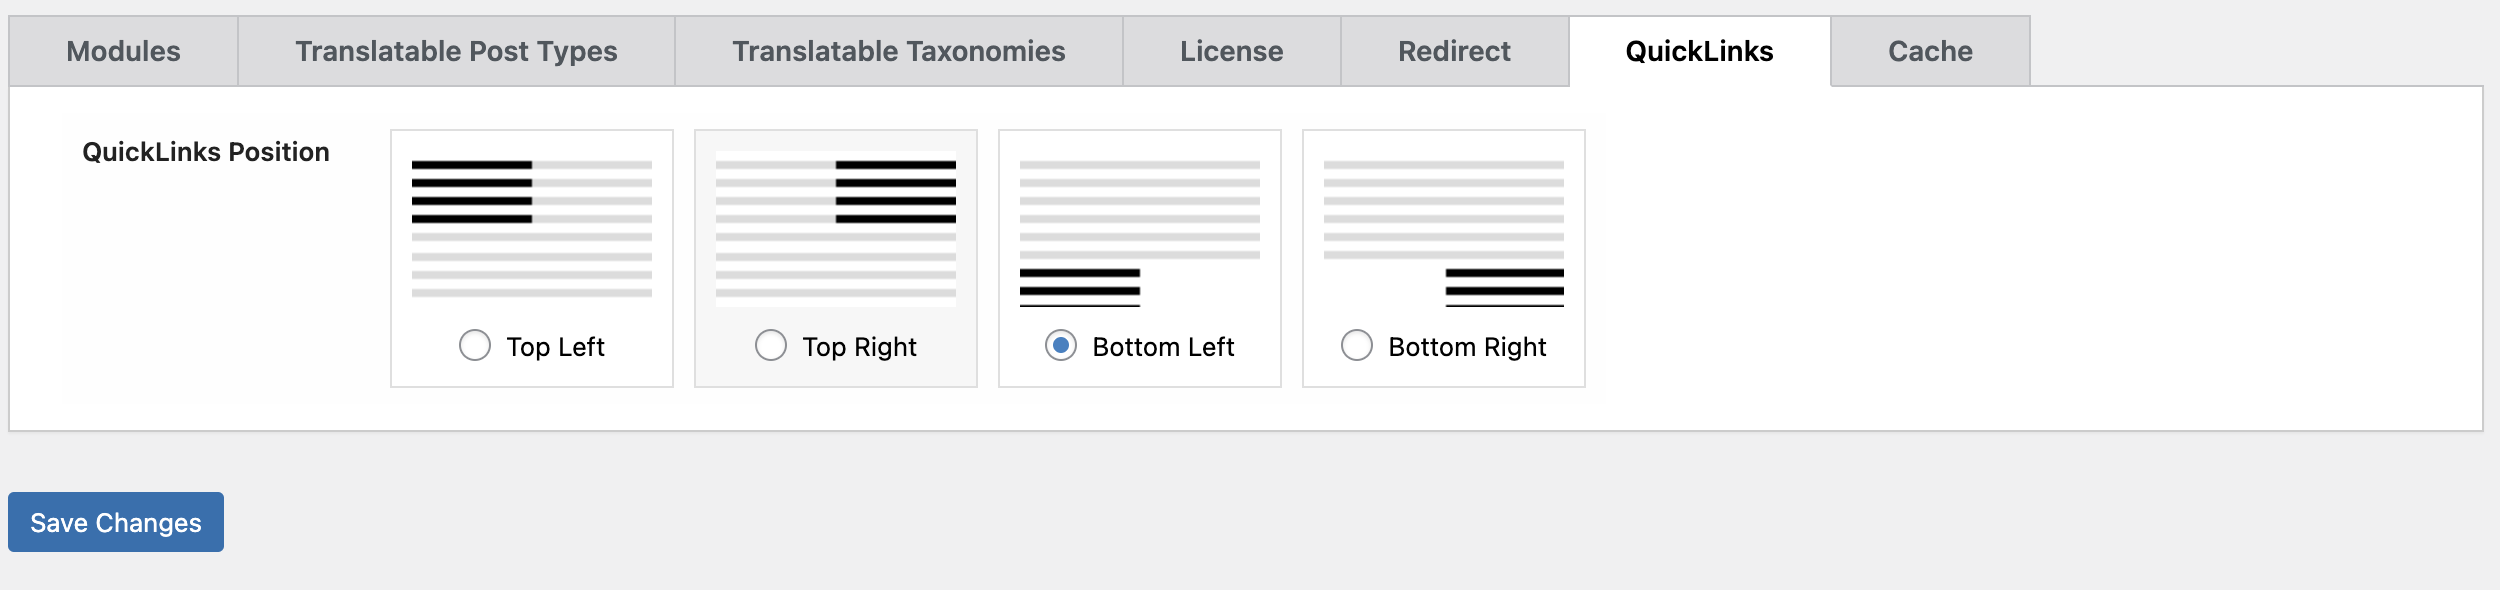 Modules Translatable Post Types Translatable Taxonomies License Redirect QuickLinks Cache
QuickLinks Position
Top Left Top Right Bottom Left Bottom Right
Save Changes